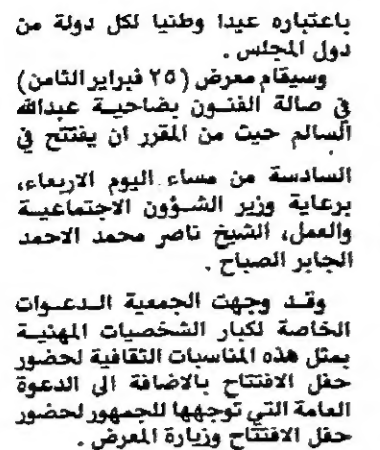 باعتباره عيدا وطنيا لكل دولة من
دول المجلس .
وسيقام معرض (٢٥ فبراير الثامن)
في صالة الفنون بضاحية عبدالله
السالم حيث من المقرر ان يفتتح في
السادسة من مساء اليوم الاربعاء،
برعاية وزير الشؤون الاجتماعية
والعمل، الشيخ ناصر محمد الاحمد
الجابر الصباح .
وقد وجهت الجمعية الدعوات
الخاصة لكبار الشخصيات المهنية
بمثل هذه المناسبات الثقافية لحضور
حفل الافتتاح بالاضافة الى الدعوة
العامة التي توجهها للجمهور لحضور
حفل الافتتاح وزيارة المعرض .